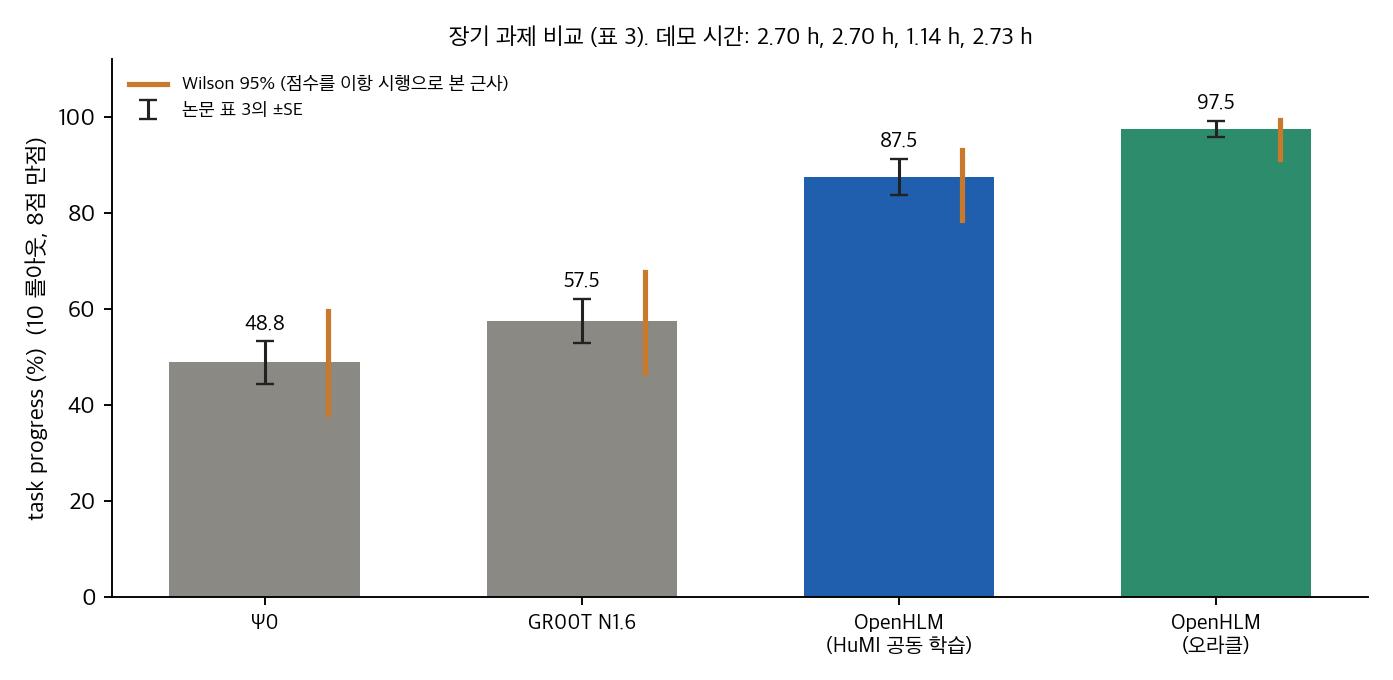 장기 과제 비교 (표 3). 데모 시간: 2.70 h, 2.70 h, 1.14 h, 2.73 h
Wilson 95% (점수를 이항 시행으로 본 근사)
논문 표 3의 ±SE
task progress (%)  (10 롤아웃, 8점 만점)
100
80
60
40
20
0
48.8
57.5
87.5
97.5
Ψ0
GR00T N1.6
OpenHLM
(HuMI 공동 학습)
OpenHLM
(오라클)